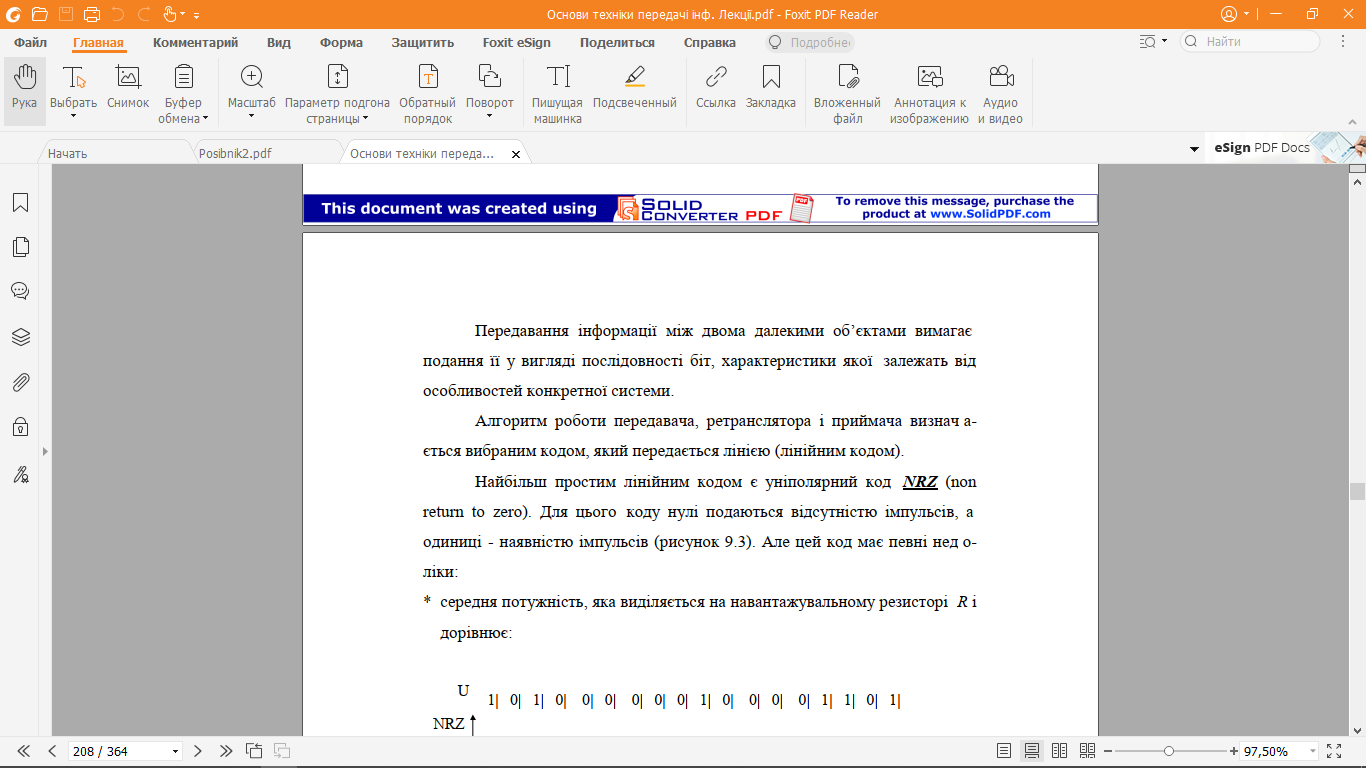 Основи техніки передачі інф. Лекції.pdf - Foxit PDF Reader
Файл Главная Комментарий Вид Форма Защитить Foxit eSign Поделиться Справка Подробнес Найти
Рука Выбрать Снимок Буфер обмена Масштаб Параметр подгона страницы Обратный порядок Поворот Пишущая машинка Подсвеченный Ссылка Закладка Вложенный файл Аннотация к изображению Аудио и видео
Начать Posibnik2.pdf Основи техніки переда... eSign PDF Docs
This document was created using SOLID CONVERTER PDF To remove this message, purchase the
product at www.SolidPDF.com
Передавання інформації між двома далекими об’єктами вимагає
подання її у вигляді послідовності біт, характеристики якої залежать від
особливостей конкретної системи.
Алгоритм роботи передавача, ретранслятора і приймача визнач а-
ється вибраним кодом, який передається лінією (лінійним кодом).
Найбільш простим лінійним кодом є уніполярний код NRZ (non
return to zero). Для цього коду нулі подаються відсутністю імпульсів, а
одиниці - наявністю імпульсів (рисунок 9.3). Але цей код має певні нед о-
ліки:
* середня потужність, яка виділяється на навантажувальному резисторі R і
дорівнює:
U
1| 0| 1| 0| 0| 0| 0| 0| 0| 1| 0| 0| 0| 0| 1| 1| 0| 1|
NRZ
208 / 364 97,50%